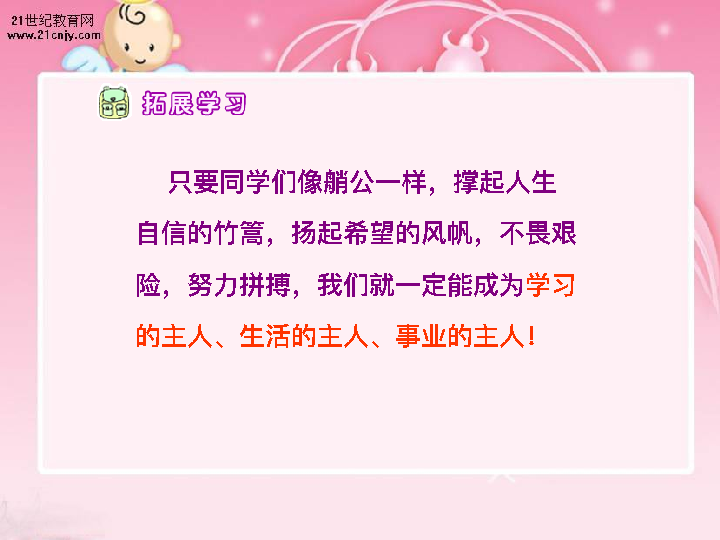 21世纪教育网
www.21cnjy.com
拓展学习
只要同学们像艄公一样，撑起人生
自信的竹篙，扬起希望的风帆，不畏艰
险，努力拼搏，我们就一定能成为学习
的主人、生活的主人、事业的主人！